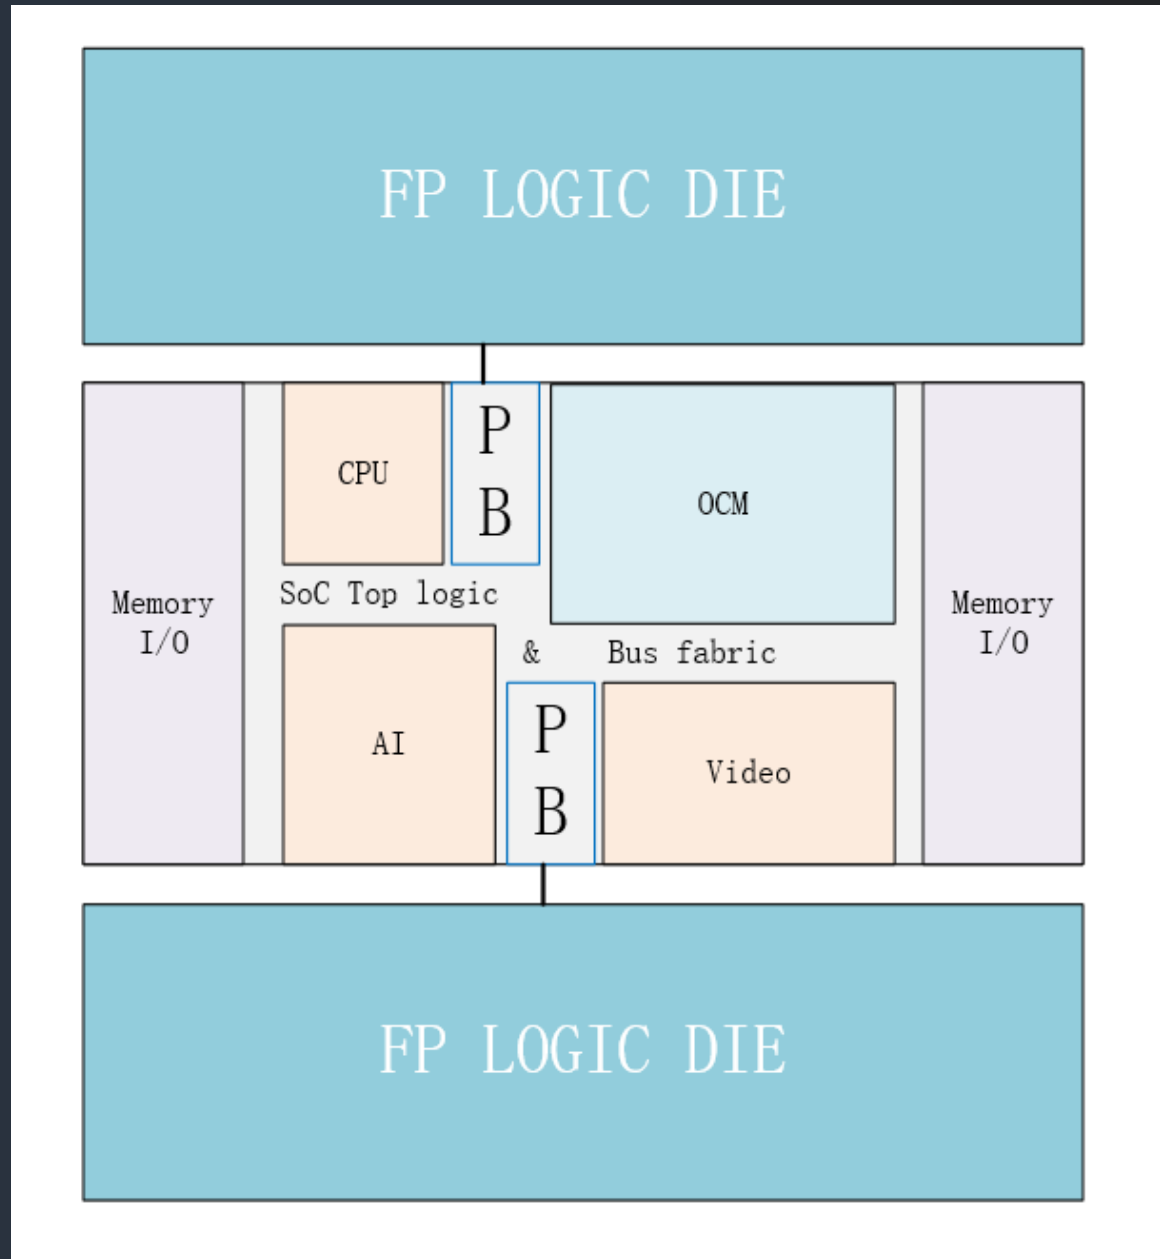 FP LOGIC DIE
CPU
P
B
OCM
Memory
I/O
SoC Top logic
& Bus fabric
Memory
I/O
AI
P
B
Video
FP LOGIC DIE